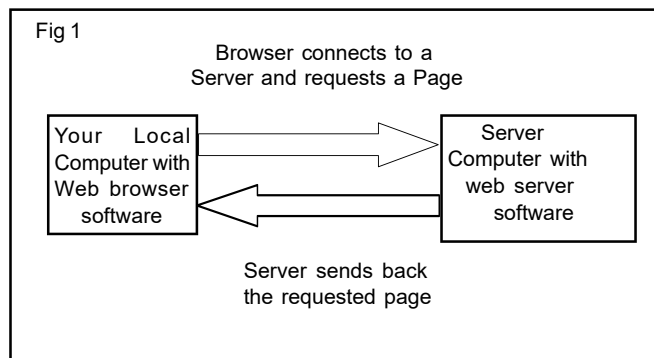 Fig 1
Browser connects to a
Server and requests a Page
Your Local
Computer with
Web browser
software
Server
Computer with
web server
software
Server sends back
the requested page